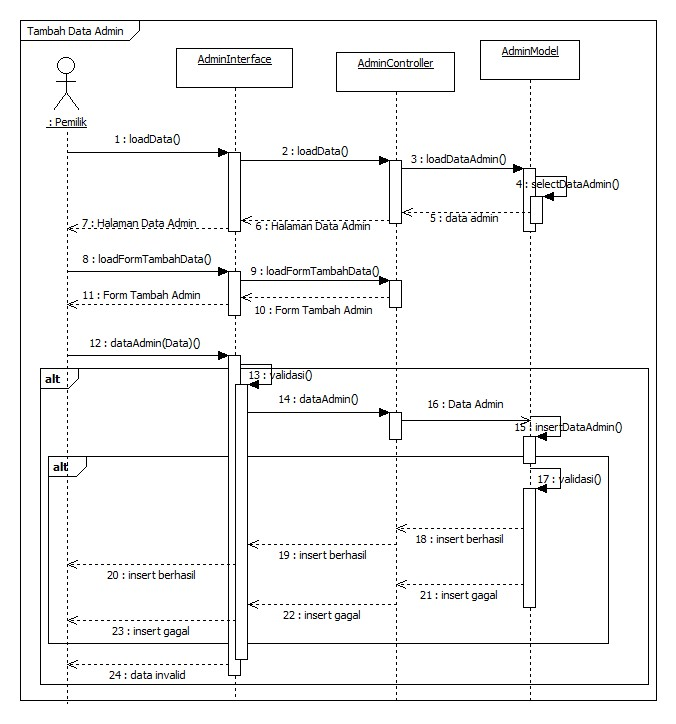 Tambah Data Admin
AdminInterface
AdminController
AdminModel
: Pemilik
1 : loadData()
2 : loadData()
3 : loadDataAdmin()
4 : selectDataAdmin()
5 : data admin
6 : Halaman Data Admin
7 : Halaman Data Admin
8 : loadFormTambahData()
9 : loadFormTambahData()
10 : Form Tambah Admin
11 : Form Tambah Admin
12 : dataAdmin(Data)()
alt
13 : validasi()
14 : dataAdmin()
16 : Data Admin
15 : insertDataAdmin()
alt
17 : validasi()
18 : insert berhasil
19 : insert berhasil
20 : insert berhasil
21 : insert gagal
22 : insert gagal
23 : insert gagal
24 : data invalid